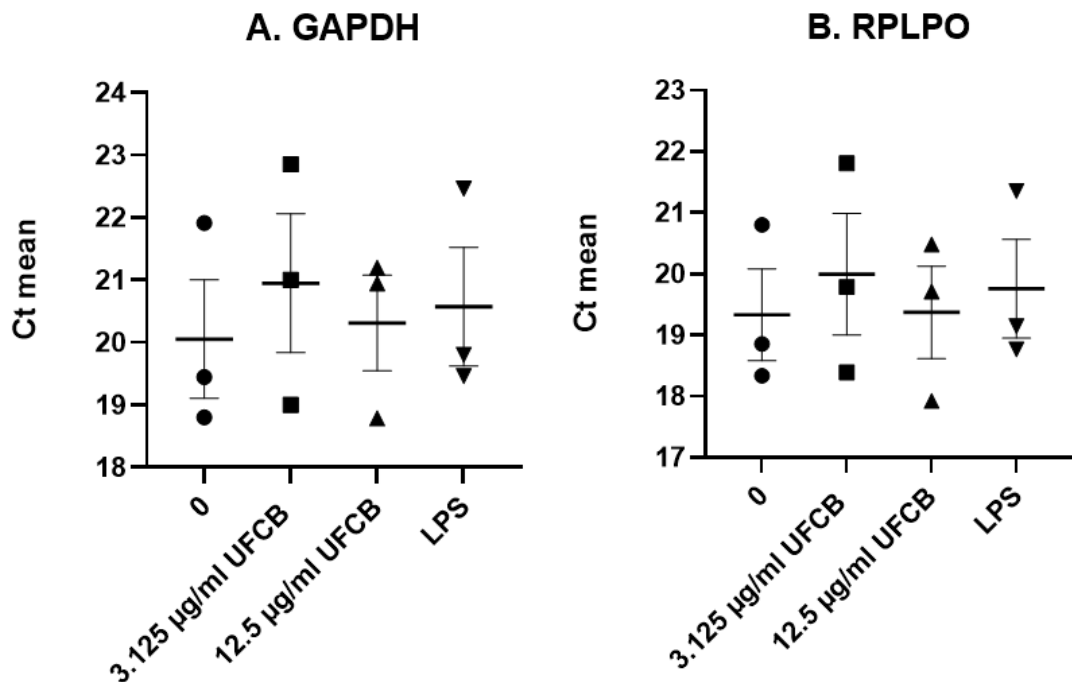 A. GAPDH
24
23
22
21
20
19
18
Ct mean
0
3.125 µg/ml UFCB
12.5 µg/ml UFCB
LPS
B. RPLPO
23
22
21
20
19
18
17
Ct mean
0
3.125 µg/ml UFCB
12.5 µg/ml UFCB
LPS